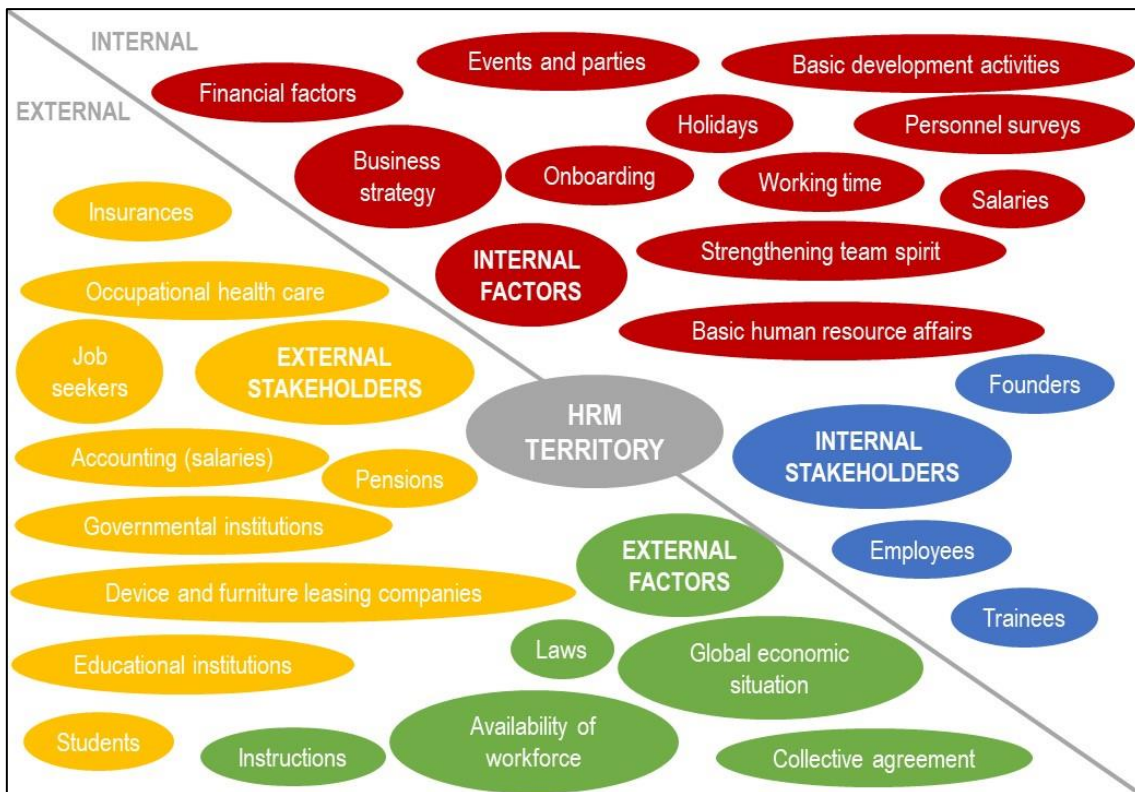 INTERNAL
EXTERNAL
Financial factors
Events and parties
Basic development activities
Holidays
Personnel surveys
Business
strategy
Onboarding
Working time
Salaries
INTERNAL
FACTORS
Strengthening team spirit
Basic human resource affairs
Insurances
Occupational health care
Job
seekers
EXTERNAL
STAKEHOLDERS
Accounting (salaries)
Pensions
Governmental institutions
Device and furniture leasing companies
Educational institutions
Students
HRM
TERRITORY
Founders
INTERNAL
STAKEHOLDERS
Employees
Trainees
EXTERNAL
FACTORS
Laws
Global economic
situation
Instructions
Availability of
workforce
Collective agreement